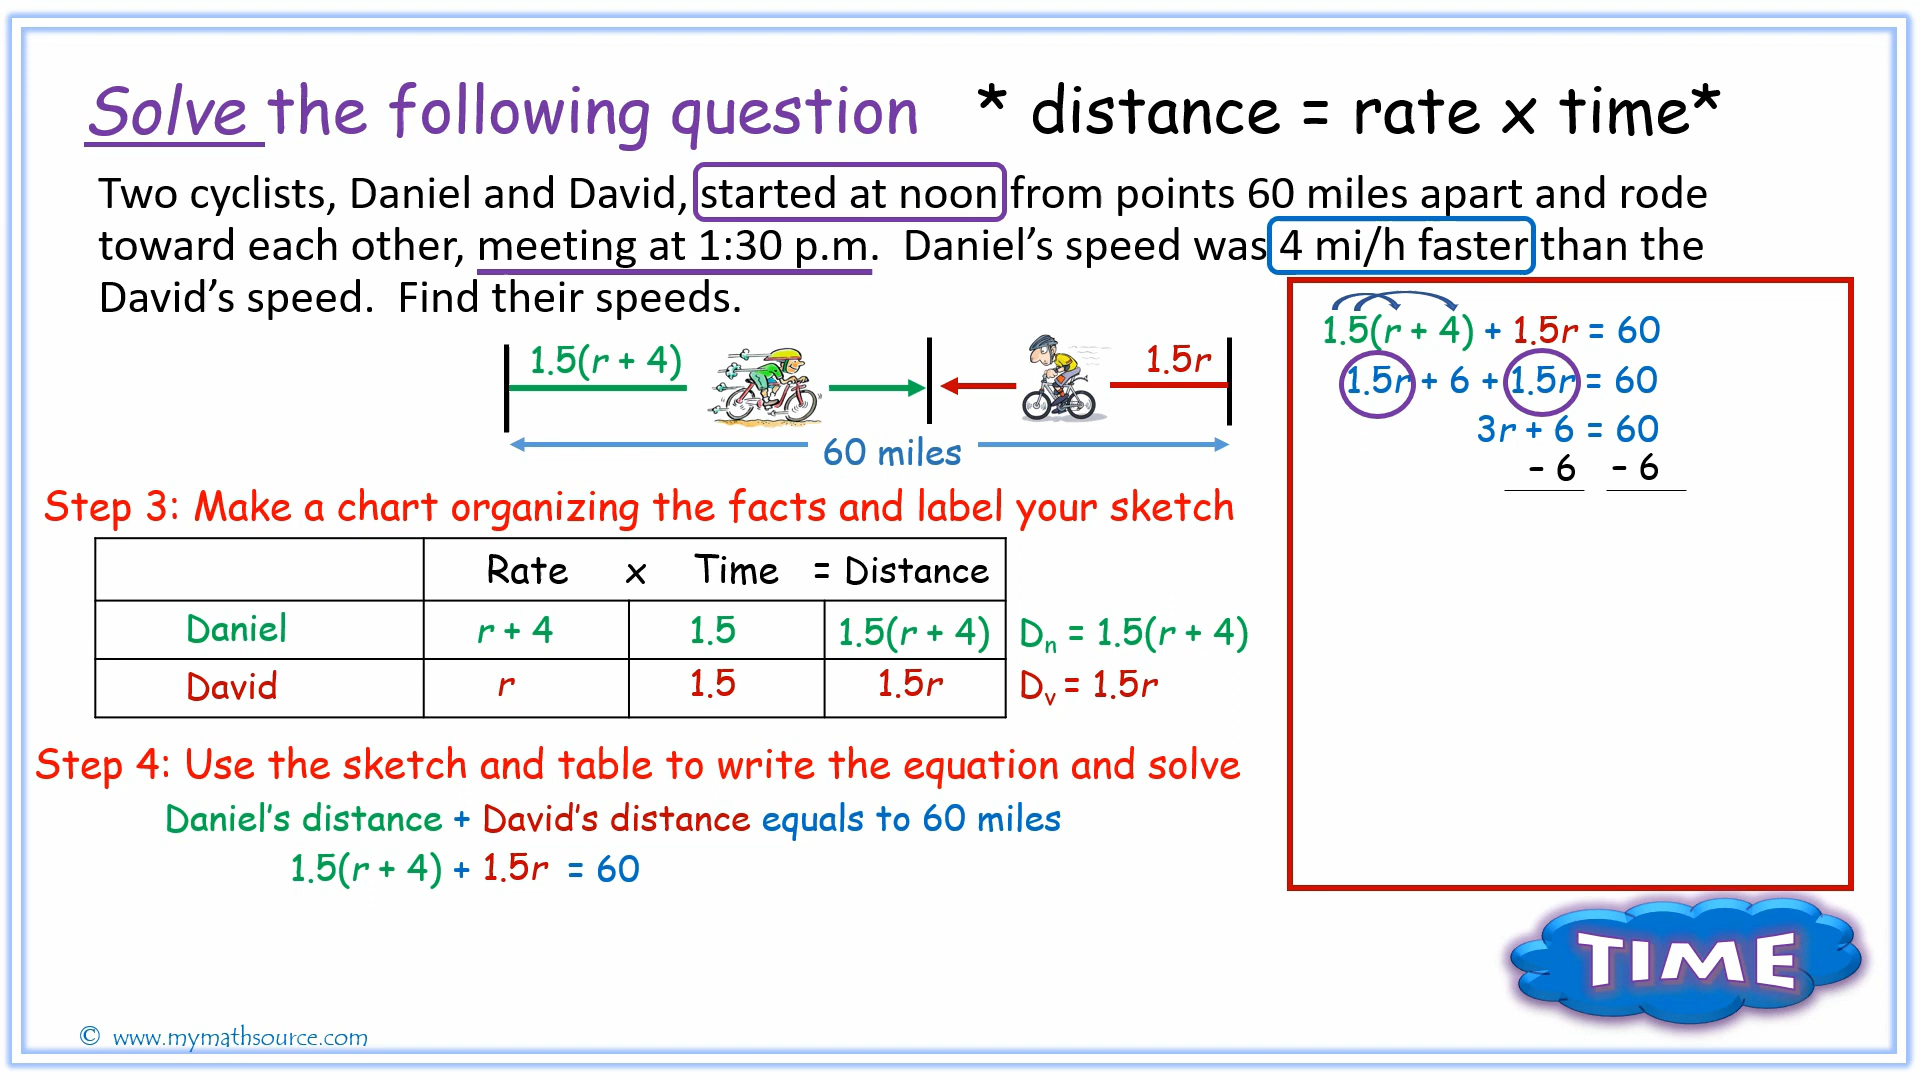 Solve the following question * distance = rate x time*
Two cyclists, Daniel and David, started at noon from points 60 miles apart and rode
toward each other, meeting at 1:30 p.m. Daniel’s speed was 4 mi/h faster than the
David’s speed. Find their speeds.
1.5(r + 4) 1.5r
60 miles
1.5(r + 4) + 1.5r = 60
1.5r + 6 + 1.5r = 60
3r + 6 = 60
– 6 – 6
Step 3: Make a chart organizing the facts and label your sketch
Rate x Time = Distance
Daniel r + 4 1.5 1.5(r + 4) Dn = 1.5(r + 4)
David r 1.5 1.5r Dv = 1.5r
Step 4: Use the sketch and table to write the equation and solve
Daniel’s distance + David’s distance equals to 60 miles
1.5(r + 4) + 1.5r = 60
TIME
© www.mymathsource.com